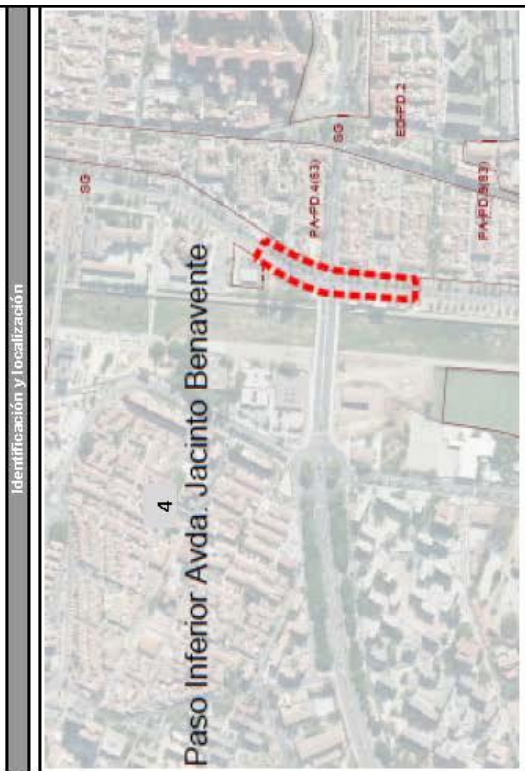 Identificación y localización
4
Paso Inferior Avda. Jacinto Benavente
SG
PA-PD.4(83)
SG
ED-PD.2
PA-PD.5(83)